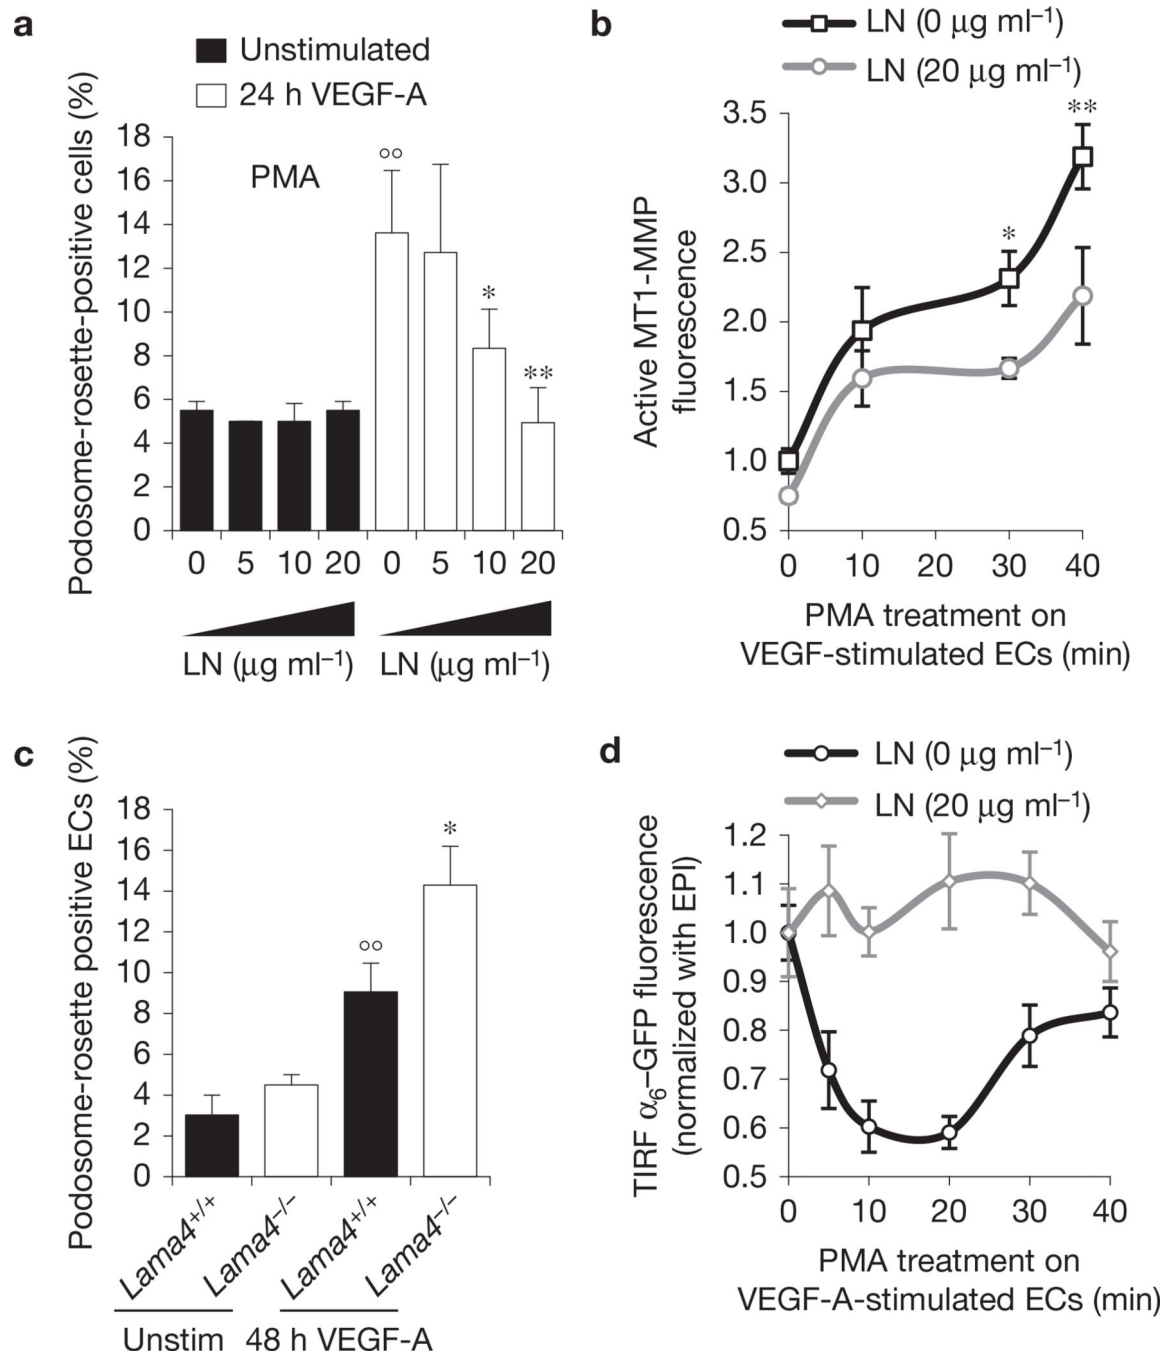 a
Unstimulated
24 h VEGF-A
Podosome-rosette-positive cells (%)
18
16
14
12
10
8
6
4
2
0
PMA
°°
*
**
0 5 10 20 0 5 10 20
LN (μg ml⁻¹) LN (μg ml⁻¹)
b
LN (0 μg ml⁻¹)
LN (20 μg ml⁻¹)
Active MT1-MMP
fluorescence
3.5
3.0
2.5
2.0
1.5
1.0
0.5
*
**
0 10 20 30 40
PMA treatment on
VEGF-stimulated ECs (min)
c
Podosome-rosette positive ECs (%)
18
16
14
12
10
8
6
4
2
0
°°
*
Lama4⁺/⁺ Lama4⁻/⁻ Lama4⁺/⁺ Lama4⁻/⁻
Unstim 48 h VEGF-A
d
LN (0 μg ml⁻¹)
LN (20 μg ml⁻¹)
TIRF α₆–GFP fluorescence
(normalized with EPI)
1.2
1.1
1.0
0.9
0.8
0.7
0.6
0.5
0 10 20 30 40
PMA treatment on
VEGF-A-stimulated ECs (min)